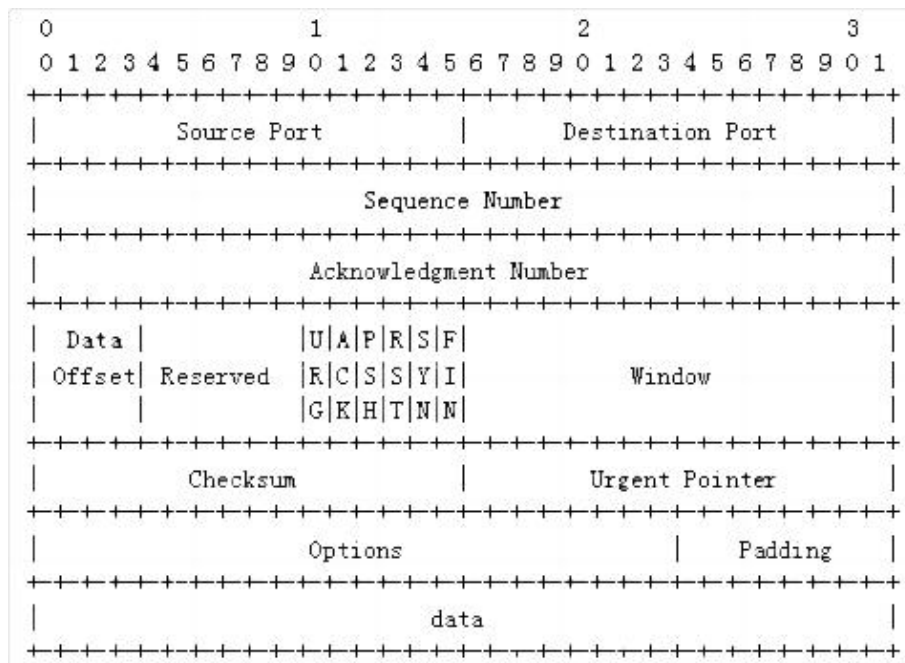 0                   1                   2                   3
0 1 2 3 4 5 6 7 8 9 0 1 2 3 4 5 6 7 8 9 0 1 2 3 4 5 6 7 8 9 0 1
+-+-+-+-+-+-+-+-+-+-+-+-+-+-+-+-+-+-+-+-+-+-+-+-+-+-+-+-+-+-+-+-+
|          Source Port          |       Destination Port        |
+-+-+-+-+-+-+-+-+-+-+-+-+-+-+-+-+-+-+-+-+-+-+-+-+-+-+-+-+-+-+-+-+
|                        Sequence Number                        |
+-+-+-+-+-+-+-+-+-+-+-+-+-+-+-+-+-+-+-+-+-+-+-+-+-+-+-+-+-+-+-+-+
|                    Acknowledgment Number                      |
+-+-+-+-+-+-+-+-+-+-+-+-+-+-+-+-+-+-+-+-+-+-+-+-+-+-+-+-+-+-+-+-+
|  Data |           |U|A|P|R|S|F|                               |
| Offset| Reserved  |R|C|S|S|Y|I|            Window             |
|       |           |G|K|H|T|N|N|                               |
+-+-+-+-+-+-+-+-+-+-+-+-+-+-+-+-+-+-+-+-+-+-+-+-+-+-+-+-+-+-+-+-+
|           Checksum            |         Urgent Pointer        |
+-+-+-+-+-+-+-+-+-+-+-+-+-+-+-+-+-+-+-+-+-+-+-+-+-+-+-+-+-+-+-+-+
|                    Options                    |    Padding    |
+-+-+-+-+-+-+-+-+-+-+-+-+-+-+-+-+-+-+-+-+-+-+-+-+-+-+-+-+-+-+-+-+
|                             data                              |
+-+-+-+-+-+-+-+-+-+-+-+-+-+-+-+-+-+-+-+-+-+-+-+-+-+-+-+-+-+-+-+-+